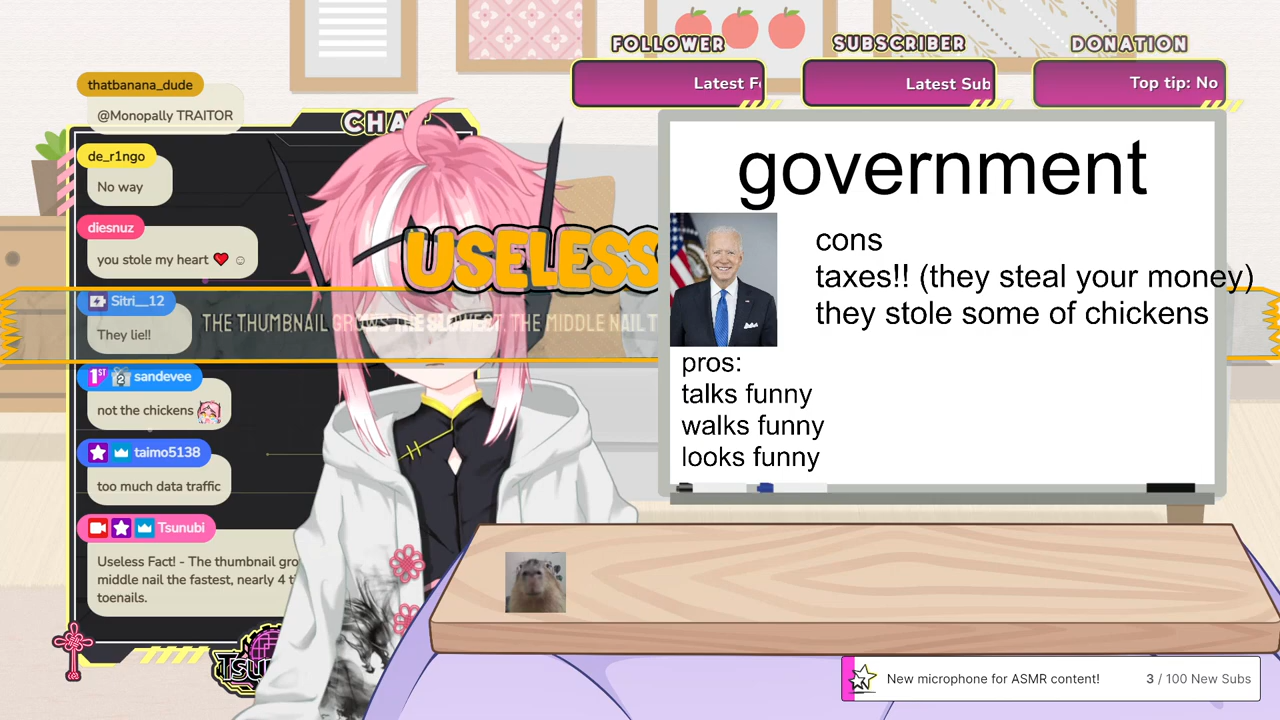 FOLLOWER
SUBSCRIBER
DONATION
Latest F
Latest Sub
Top tip: No
CHAT
thatbanana_dude
@Monopally TRAITOR
de_r1ngo
No way
diesnuz
you stole my heart ❤️ ☺
Sitri__12
They lie!!
1ST 2 sandevee
not the chickens
taimo5138
too much data traffic
Tsunubi
Useless Fact! - The thumbnail gro
middle nail the fastest, nearly 4 t
toenails.
USELESS
THE THUMBNAIL GROWS THE SLOWEST, THE MIDDLE NAIL T
government
cons
taxes!! (they steal your money)
they stole some of chickens
pros:
talks funny
walks funny
looks funny
New microphone for ASMR content! 3 / 100 New Subs